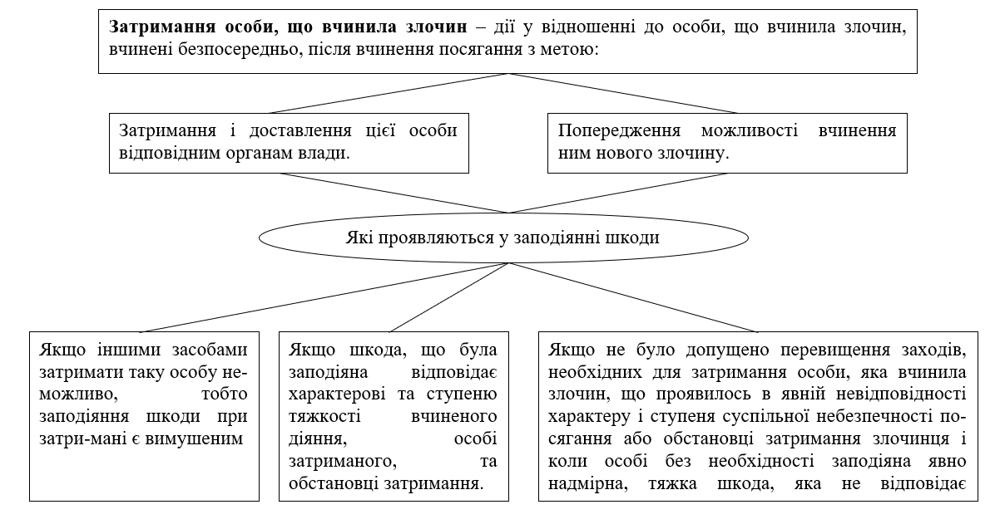 Затримання особи, що вчинила злочин – дії у відношенні до особи, що вчинила злочин,
вчинені безпосередньо, після вчинення посягання з метою:
Затримання і доставлення цієї особи
відповідним органам влади.
Попередження можливості вчинення
ним нового злочину.
Які проявляються у заподіянні шкоди
Якщо іншими засобами
затримати таку особу не-
можливо, тобто
заподіяння шкоди при
затри-мані є вимушеним
Якщо шкода, що була
заподіяна відповідає
характерові та ступеню
тяжкості вчиненого
діяння, особі
затриманого, та
обстановці затримання.
Якщо не було допущено перевищення заходів,
необхідних для затримання особи, яка вчинила
злочин, що проявилось в явній невідповідності
характеру і ступеня суспільної небезпечності по-
сягання або обстановці затримання злочинця і
коли особі без необхідності заподіяна явно
надмірна, тяжка шкода, яка не відповідає